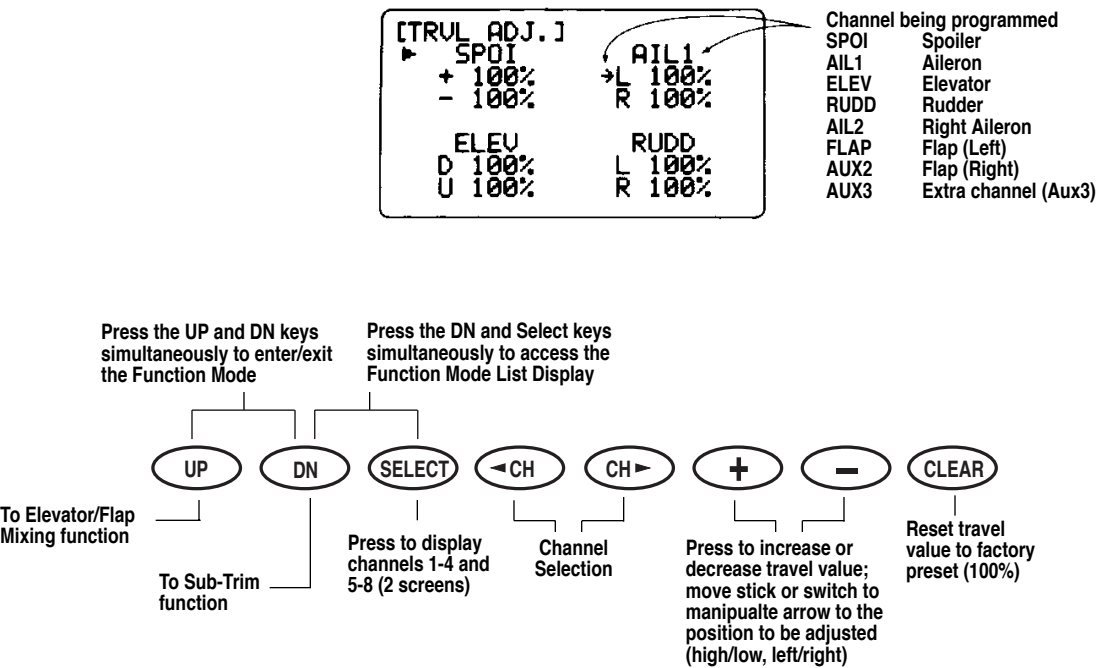 [TRVL ADJ.]
SPOI AIL1
+ 100% L 100%
- 100% R 100%
ELEV RUDD
D 100% L 100%
U 100% R 100%
Channel being programmed
SPOI Spoiler
AIL1 Aileron
ELEV Elevator
RUDD Rudder
AIL2 Right Aileron
FLAP Flap (Left)
AUX2 Flap (Right)
AUX3 Extra channel (Aux3)
Press the UP and DN keys
simultaneously to enter/exit
the Function Mode
Press the DN and Select keys
simultaneously to access the
Function Mode List Display
UP
DN
SELECT
◄CH
CH►
+
-
CLEAR
To Elevator/Flap
Mixing function
To Sub-Trim
function
Press to display
channels 1-4 and
5-8 (2 screens)
Channel
Selection
Press to increase or
decrease travel value;
move stick or switch to
manipualte arrow to the
position to be adjusted
(high/low, left/right)
Reset travel
value to factory
preset (100%)